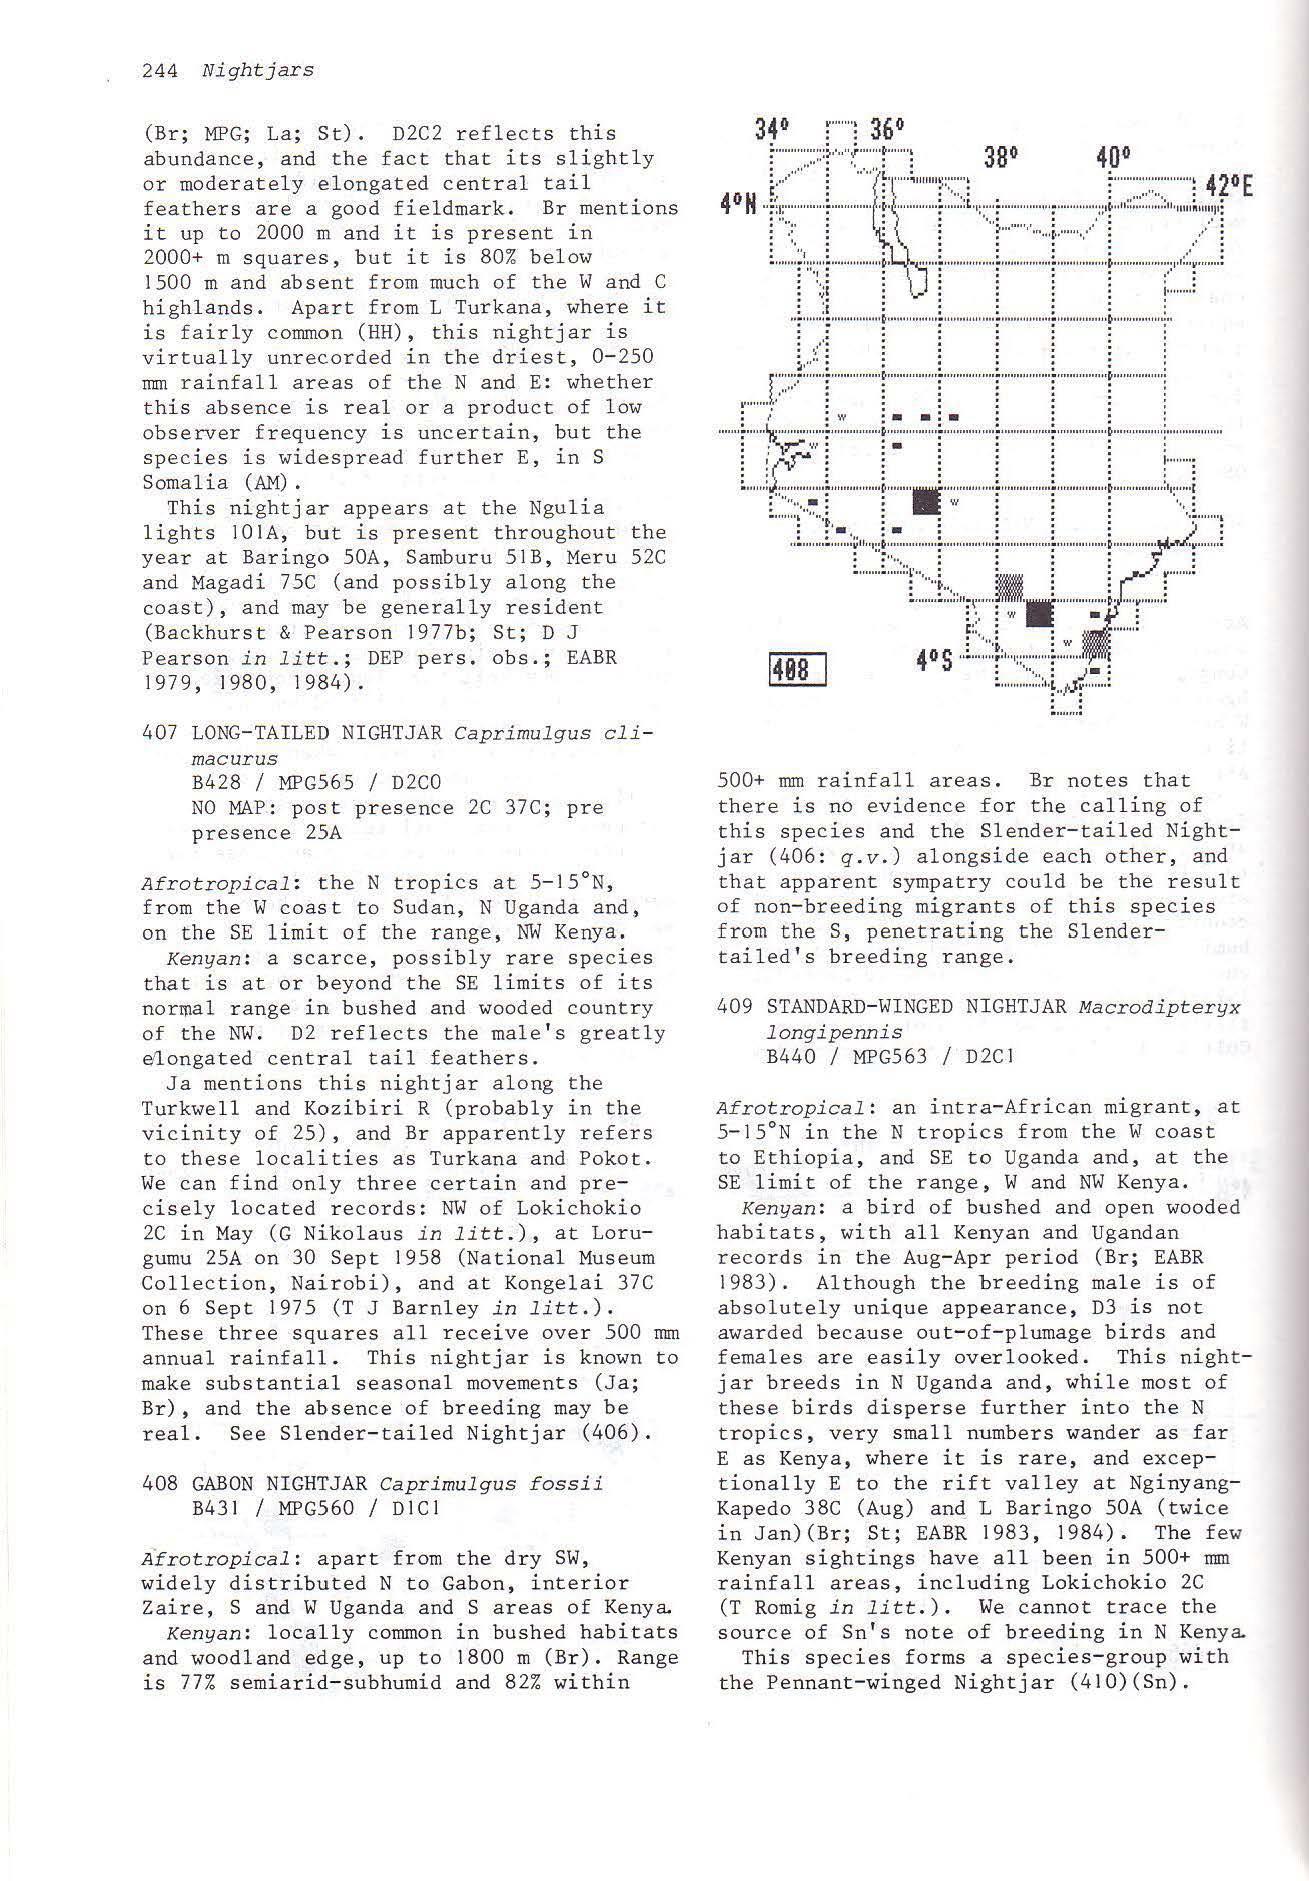 244 Nightjars
(Br; MPG; La; St). D2C2 reflects this
abundance, and the fact that its slightly
or moderately elongated central tail
feathers are a good fieldmark. Br mentions
it up to 2000 m and it is present in
2000+ m squares, but it is 80% below
1500 m and absent from much of the W and C
highlands. Apart from L Turkana, where it
is fairly common (HH), this nightjar is
virtually unrecorded in the driest, 0-250
mm rainfall areas of the N and E: whether
this absence is real or a product of low
observer frequency is uncertain, but the
species is widespread further E, in S
Somalia (AM).
This nightjar appears at the Ngulia
lights 101A, but is present throughout the
year at Baringo 50A, Samburu 51B, Meru 52C
and Magadi 75C (and possibly along the
coast), and may be generally resident
(Backhurst & Pearson 1977b; St; D J
Pearson in litt.; DEP pers. obs.; EABR
1979, 1980, 1984).
407 LONG-TAILED NIGHTJAR Caprimulgus cli-
macurus
B428 / MPG565 / D2C0
NO MAP: post presence 2C 37C; pre
presence 25A
Afrotropical: the N tropics at 5-15°N,
from the W coast to Sudan, N Uganda and,
on the SE limit of the range, NW Kenya.
Kenyan: a scarce, possibly rare species
that is at or beyond the SE limits of its
normal range in bushed and wooded country
of the NW. D2 reflects the male's greatly
elongated central tail feathers.
Ja mentions this nightjar along the
Turkwell and Kozibiri R (probably in the
vicinity of 25), and Br apparently refers
to these localities as Turkana and Pokot.
We can find only three certain and pre-
cisely located records: NW of Lokichokio
2C in May (G Nikolaus in litt.), at Loru-
gumu 25A on 30 Sept 1958 (National Museum
Collection, Nairobi), and at Kongelai 37C
on 6 Sept 1975 (T J Barnley in litt.).
These three squares all receive over 500 mm
annual rainfall. This nightjar is known to
make substantial seasonal movements (Ja;
Br), and the absence of breeding may be
real. See Slender-tailed Nightjar (406).
408 GABON NIGHTJAR Caprimulgus fossii
B431 / MPG560 / D1C1
Afrotropical: apart from the dry SW,
widely distributed N to Gabon, interior
Zaire, S and W Uganda and S areas of Kenya.
Kenyan: locally common in bushed habitats
and woodland edge, up to 1800 m (Br). Range
is 77% semiarid-subhumid and 82% within
34° 36°
38° 40°
42°E
4°N
w
w
w
w
w
4°S
408
500+ mm rainfall areas. Br notes that
there is no evidence for the calling of
this species and the Slender-tailed Night-
jar (406: q.v.) alongside each other, and
that apparent sympatry could be the result
of non-breeding migrants of this species
from the S, penetrating the Slender-
tailed's breeding range.
409 STANDARD-WINGED NIGHTJAR Macrodipteryx
longipennis
B440 / MPG563 / D2C1
Afrotropical: an intra-African migrant, at
5-15°N in the N tropics from the W coast
to Ethiopia, and SE to Uganda and, at the
SE limit of the range, W and NW Kenya.
Kenyan: a bird of bushed and open wooded
habitats, with all Kenyan and Ugandan
records in the Aug-Apr period (Br; EABR
1983). Although the breeding male is of
absolutely unique appearance, D3 is not
awarded because out-of-plumage birds and
females are easily overlooked. This night-
jar breeds in N Uganda and, while most of
these birds disperse further into the N
tropics, very small numbers wander as far
E as Kenya, where it is rare, and excep-
tionally E to the rift valley at Nginyang-
Kapedo 38C (Aug) and L Baringo 50A (twice
in Jan)(Br; St; EABR 1983, 1984). The few
Kenyan sightings have all been in 500+ mm
rainfall areas, including Lokichokio 2C
(T Romig in litt.). We cannot trace the
source of Sn's note of breeding in N Kenya.
This species forms a species-group with
the Pennant-winged Nightjar (410)(Sn).